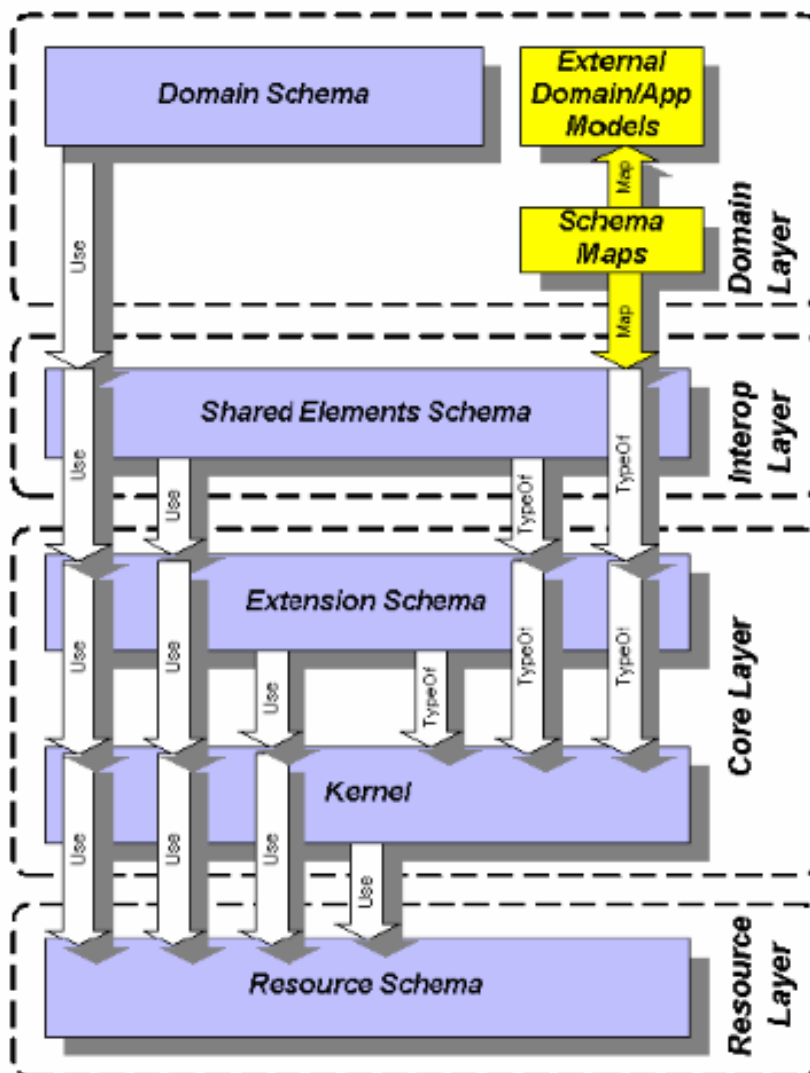 Domain Schema
External
Domain/App
Models
Map
Schema
Maps
Use
Map
Domain
Layer
Shared Elements Schema
Use
Use
TypeOf
TypeOf
Interop
Layer
Extension Schema
Use
Use
Use
TypeOf
TypeOf
TypeOf
Core Layer
Kernel
Use
Use
Use
Use
Resource Schema
Resource
Layer